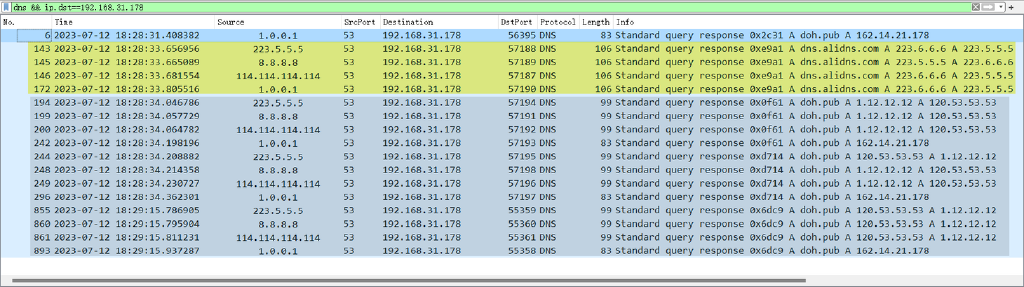 dns && ip.dst==192.168.31.178
No. Time Source SrcPort Destination DstPort Protocol Length Info
6 2023-07-12 18:28:31.408382 1.0.0.1 53 192.168.31.178 56395 DNS 83 Standard query response 0x2c31 A doh.pub A 162.14.21.178
143 2023-07-12 18:28:33.656956 223.5.5.5 53 192.168.31.178 57188 DNS 106 Standard query response 0xe9a1 A dns.alidns.com A 223.6.6.6 A 223.5.5.5
145 2023-07-12 18:28:33.665089 8.8.8.8 53 192.168.31.178 57189 DNS 106 Standard query response 0xe9a1 A dns.alidns.com A 223.5.5.5 A 223.6.6.6
146 2023-07-12 18:28:33.681554 114.114.114.114 53 192.168.31.178 57187 DNS 106 Standard query response 0xe9a1 A dns.alidns.com A 223.6.6.6 A 223.5.5.5
172 2023-07-12 18:28:33.805516 1.0.0.1 53 192.168.31.178 57190 DNS 106 Standard query response 0xe9a1 A dns.alidns.com A 223.6.6.6 A 223.5.5.5
194 2023-07-12 18:28:34.046786 223.5.5.5 53 192.168.31.178 57194 DNS 99 Standard query response 0x0f61 A doh.pub A 1.12.12.12 A 120.53.53.53
199 2023-07-12 18:28:34.057729 8.8.8.8 53 192.168.31.178 57191 DNS 99 Standard query response 0x0f61 A doh.pub A 1.12.12.12 A 120.53.53.53
200 2023-07-12 18:28:34.064782 114.114.114.114 53 192.168.31.178 57192 DNS 99 Standard query response 0x0f61 A doh.pub A 1.12.12.12 A 120.53.53.53
242 2023-07-12 18:28:34.198196 1.0.0.1 53 192.168.31.178 57193 DNS 83 Standard query response 0x0f61 A doh.pub A 162.14.21.178
244 2023-07-12 18:28:34.208882 223.5.5.5 53 192.168.31.178 57195 DNS 99 Standard query response 0xd714 A doh.pub A 120.53.53.53 A 1.12.12.12
248 2023-07-12 18:28:34.214358 8.8.8.8 53 192.168.31.178 57198 DNS 99 Standard query response 0xd714 A doh.pub A 1.12.12.12 A 120.53.53.53
249 2023-07-12 18:28:34.230727 114.114.114.114 53 192.168.31.178 57196 DNS 99 Standard query response 0xd714 A doh.pub A 1.12.12.12 A 120.53.53.53
296 2023-07-12 18:28:34.362301 1.0.0.1 53 192.168.31.178 57197 DNS 83 Standard query response 0xd714 A doh.pub A 162.14.21.178
855 2023-07-12 18:29:15.786905 223.5.5.5 53 192.168.31.178 55359 DNS 99 Standard query response 0x6dc9 A doh.pub A 120.53.53.53 A 1.12.12.12
860 2023-07-12 18:29:15.795904 8.8.8.8 53 192.168.31.178 55360 DNS 99 Standard query response 0x6dc9 A doh.pub A 120.53.53.53 A 1.12.12.12
861 2023-07-12 18:29:15.811231 114.114.114.114 53 192.168.31.178 55361 DNS 99 Standard query response 0x6dc9 A doh.pub A 120.53.53.53 A 1.12.12.12
893 2023-07-12 18:29:15.937287 1.0.0.1 53 192.168.31.178 55358 DNS 83 Standard query response 0x6dc9 A doh.pub A 162.14.21.178